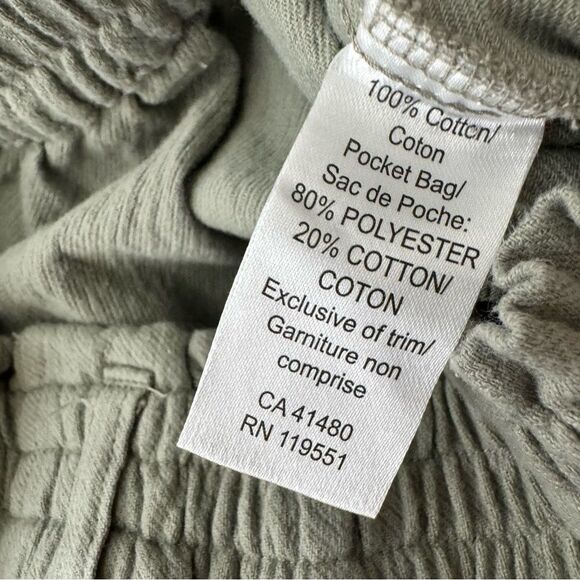 100% Cotton/
Coton
Pocket Bag/
Sac de Poche:
80% POLYESTER
20% COTTON/
COTON
Exclusive of trim/
Garniture non
comprise
CA 41480
RN 119551